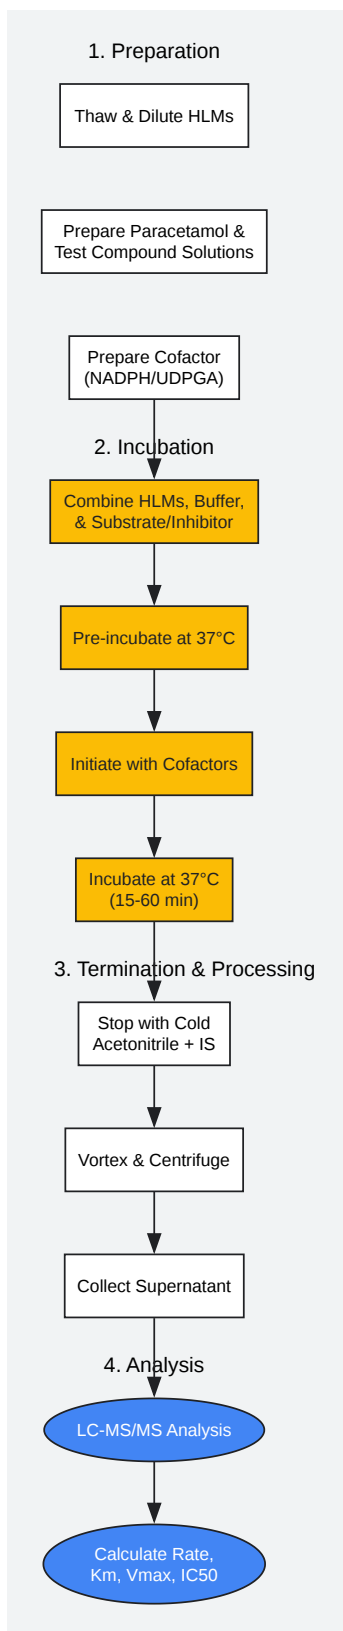 1. Preparation
Thaw & Dilute HLMs
Prepare Paracetamol &
Test Compound Solutions
Prepare Cofactor
(NADPH/UDPGA)
2. Incubation
Combine HLMs, Buffer,
& Substrate/Inhibitor
Pre-incubate at 37°C
Initiate with Cofactors
Incubate at 37°C
(15-60 min)
3. Termination & Processing
Stop with Cold
Acetonitrile + IS
Vortex & Centrifuge
Collect Supernatant
4. Analysis
LC-MS/MS Analysis
Calculate Rate,
Km, Vmax, IC50